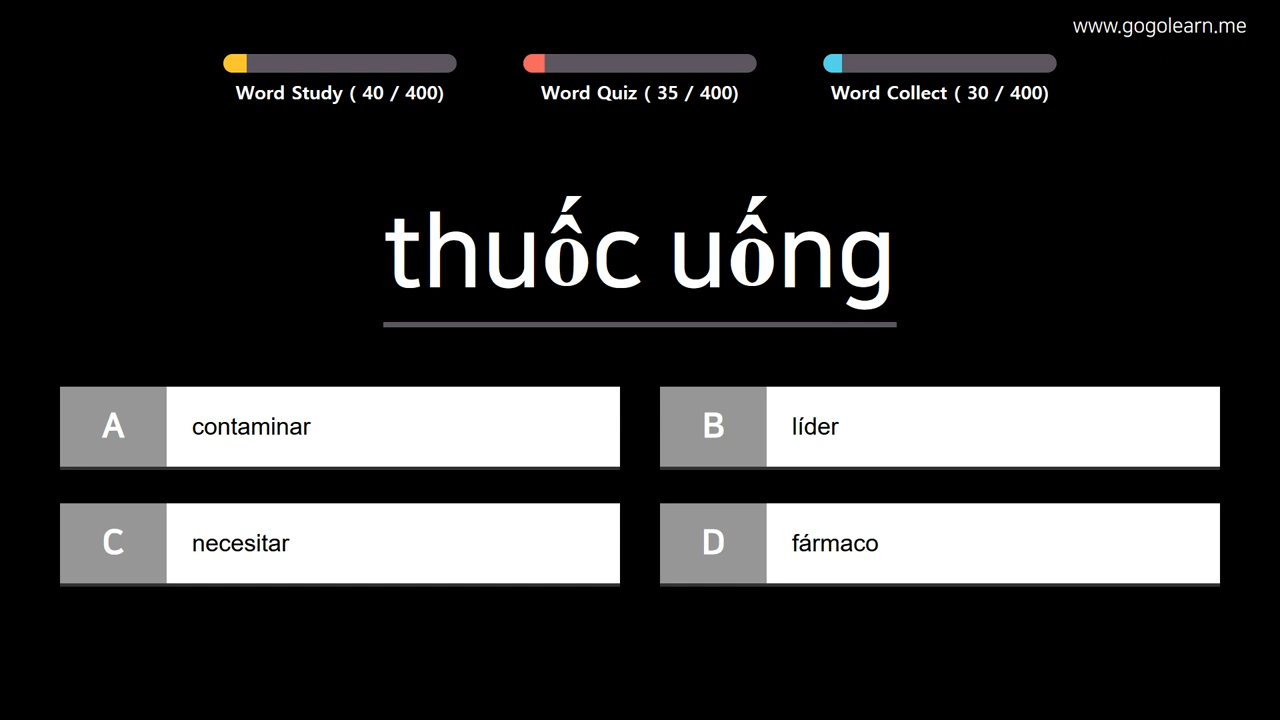 www.gogolearn.me
Word Study ( 40 / 400)
Word Quiz ( 35 / 400)
Word Collect ( 30 / 400)
thuốc uống
A contaminar
B líder
C necesitar
D fármaco